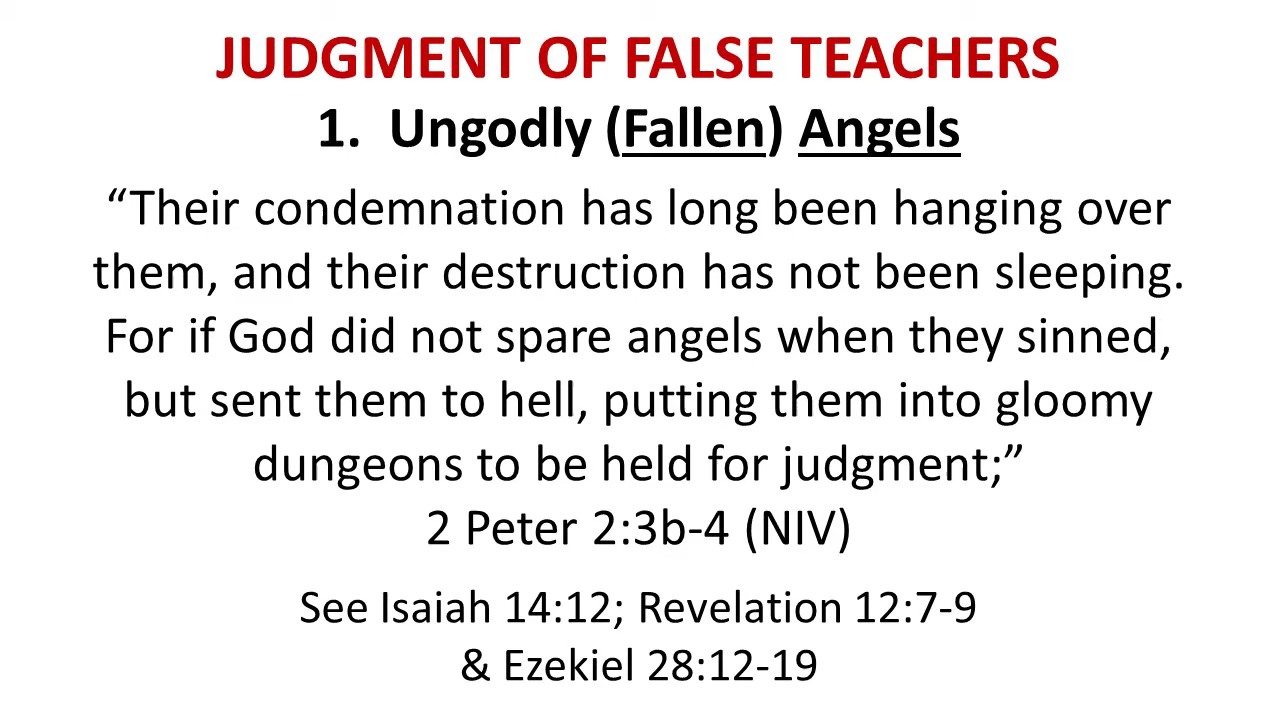 JUDGMENT OF FALSE TEACHERS
1. Ungodly (Fallen) Angels
“Their condemnation has long been hanging over
them, and their destruction has not been sleeping.
For if God did not spare angels when they sinned,
but sent them to hell, putting them into gloomy
dungeons to be held for judgment;”
2 Peter 2:3b-4 (NIV)
See Isaiah 14:12; Revelation 12:7-9
& Ezekiel 28:12-19